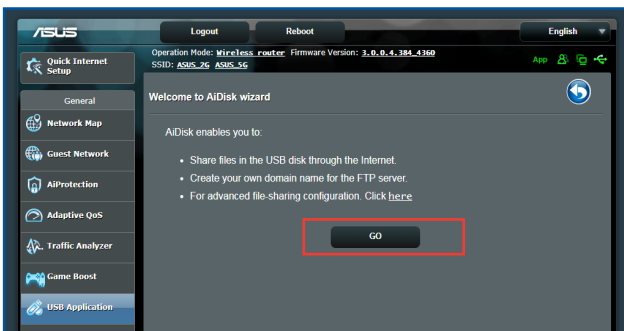 ASUS
Logout
Reboot
English
Operation Mode: Wireless router Firmware Version: 3.0.0.4.384_4360
SSID: ASUS_2G ASUS_5G
App
Quick Internet
Setup
General
Network Map
Guest Network
AiProtection
Adaptive QoS
Traffic Analyzer
Game Boost
USB Application
Welcome to AiDisk wizard
AiDisk enables you to:
• Share files in the USB disk through the Internet.
• Create your own domain name for the FTP server.
• For advanced file-sharing configuration. Click here
GO